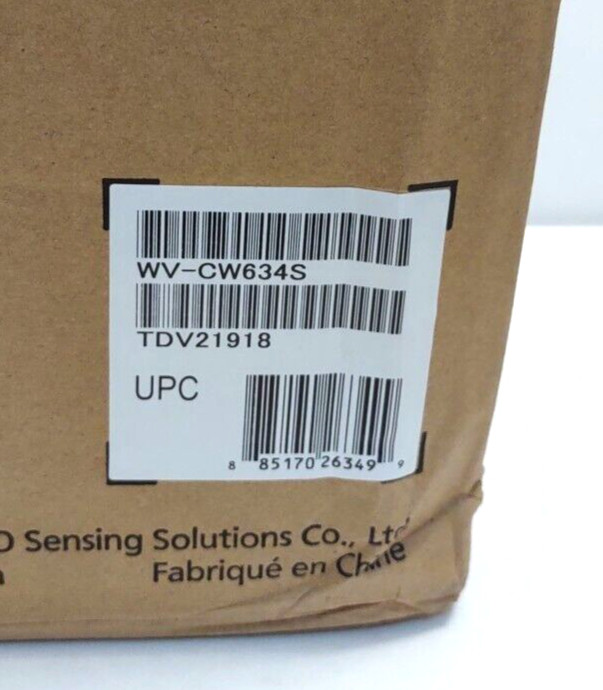 WV-CW634S
TDV21918
UPC
8 85170 26349 9
Sensing Solutions Co., Ltd
Fabriqué en Chine